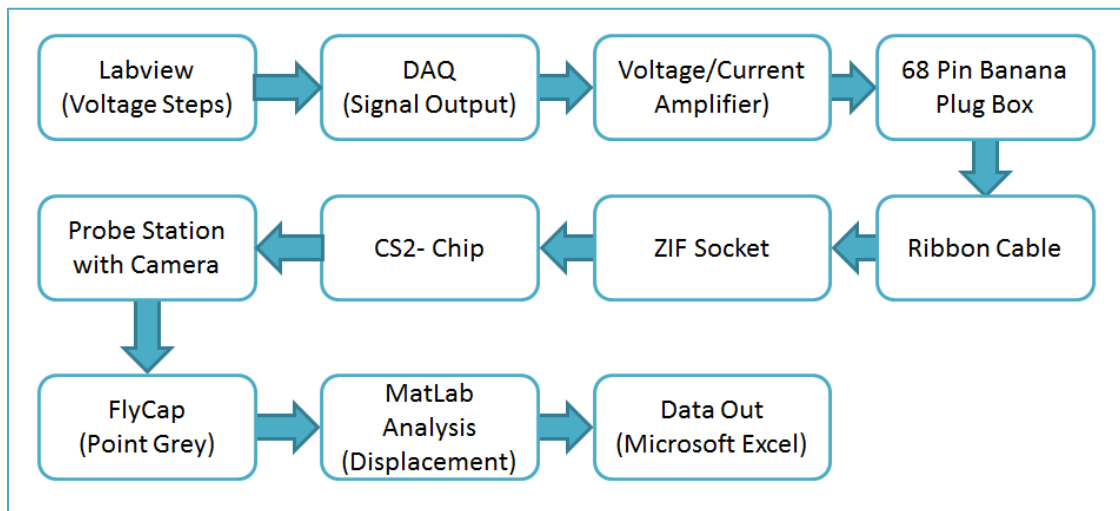 Labview
(Voltage Steps)
DAQ
(Signal Output)
Voltage/Current
Amplifier)
68 Pin Banana
Plug Box
Ribbon Cable
ZIF Socket
CS2- Chip
Probe Station
with Camera
FlyCap
(Point Grey)
MatLab
Analysis
(Displacement)
Data Out
(Microsoft Excel)